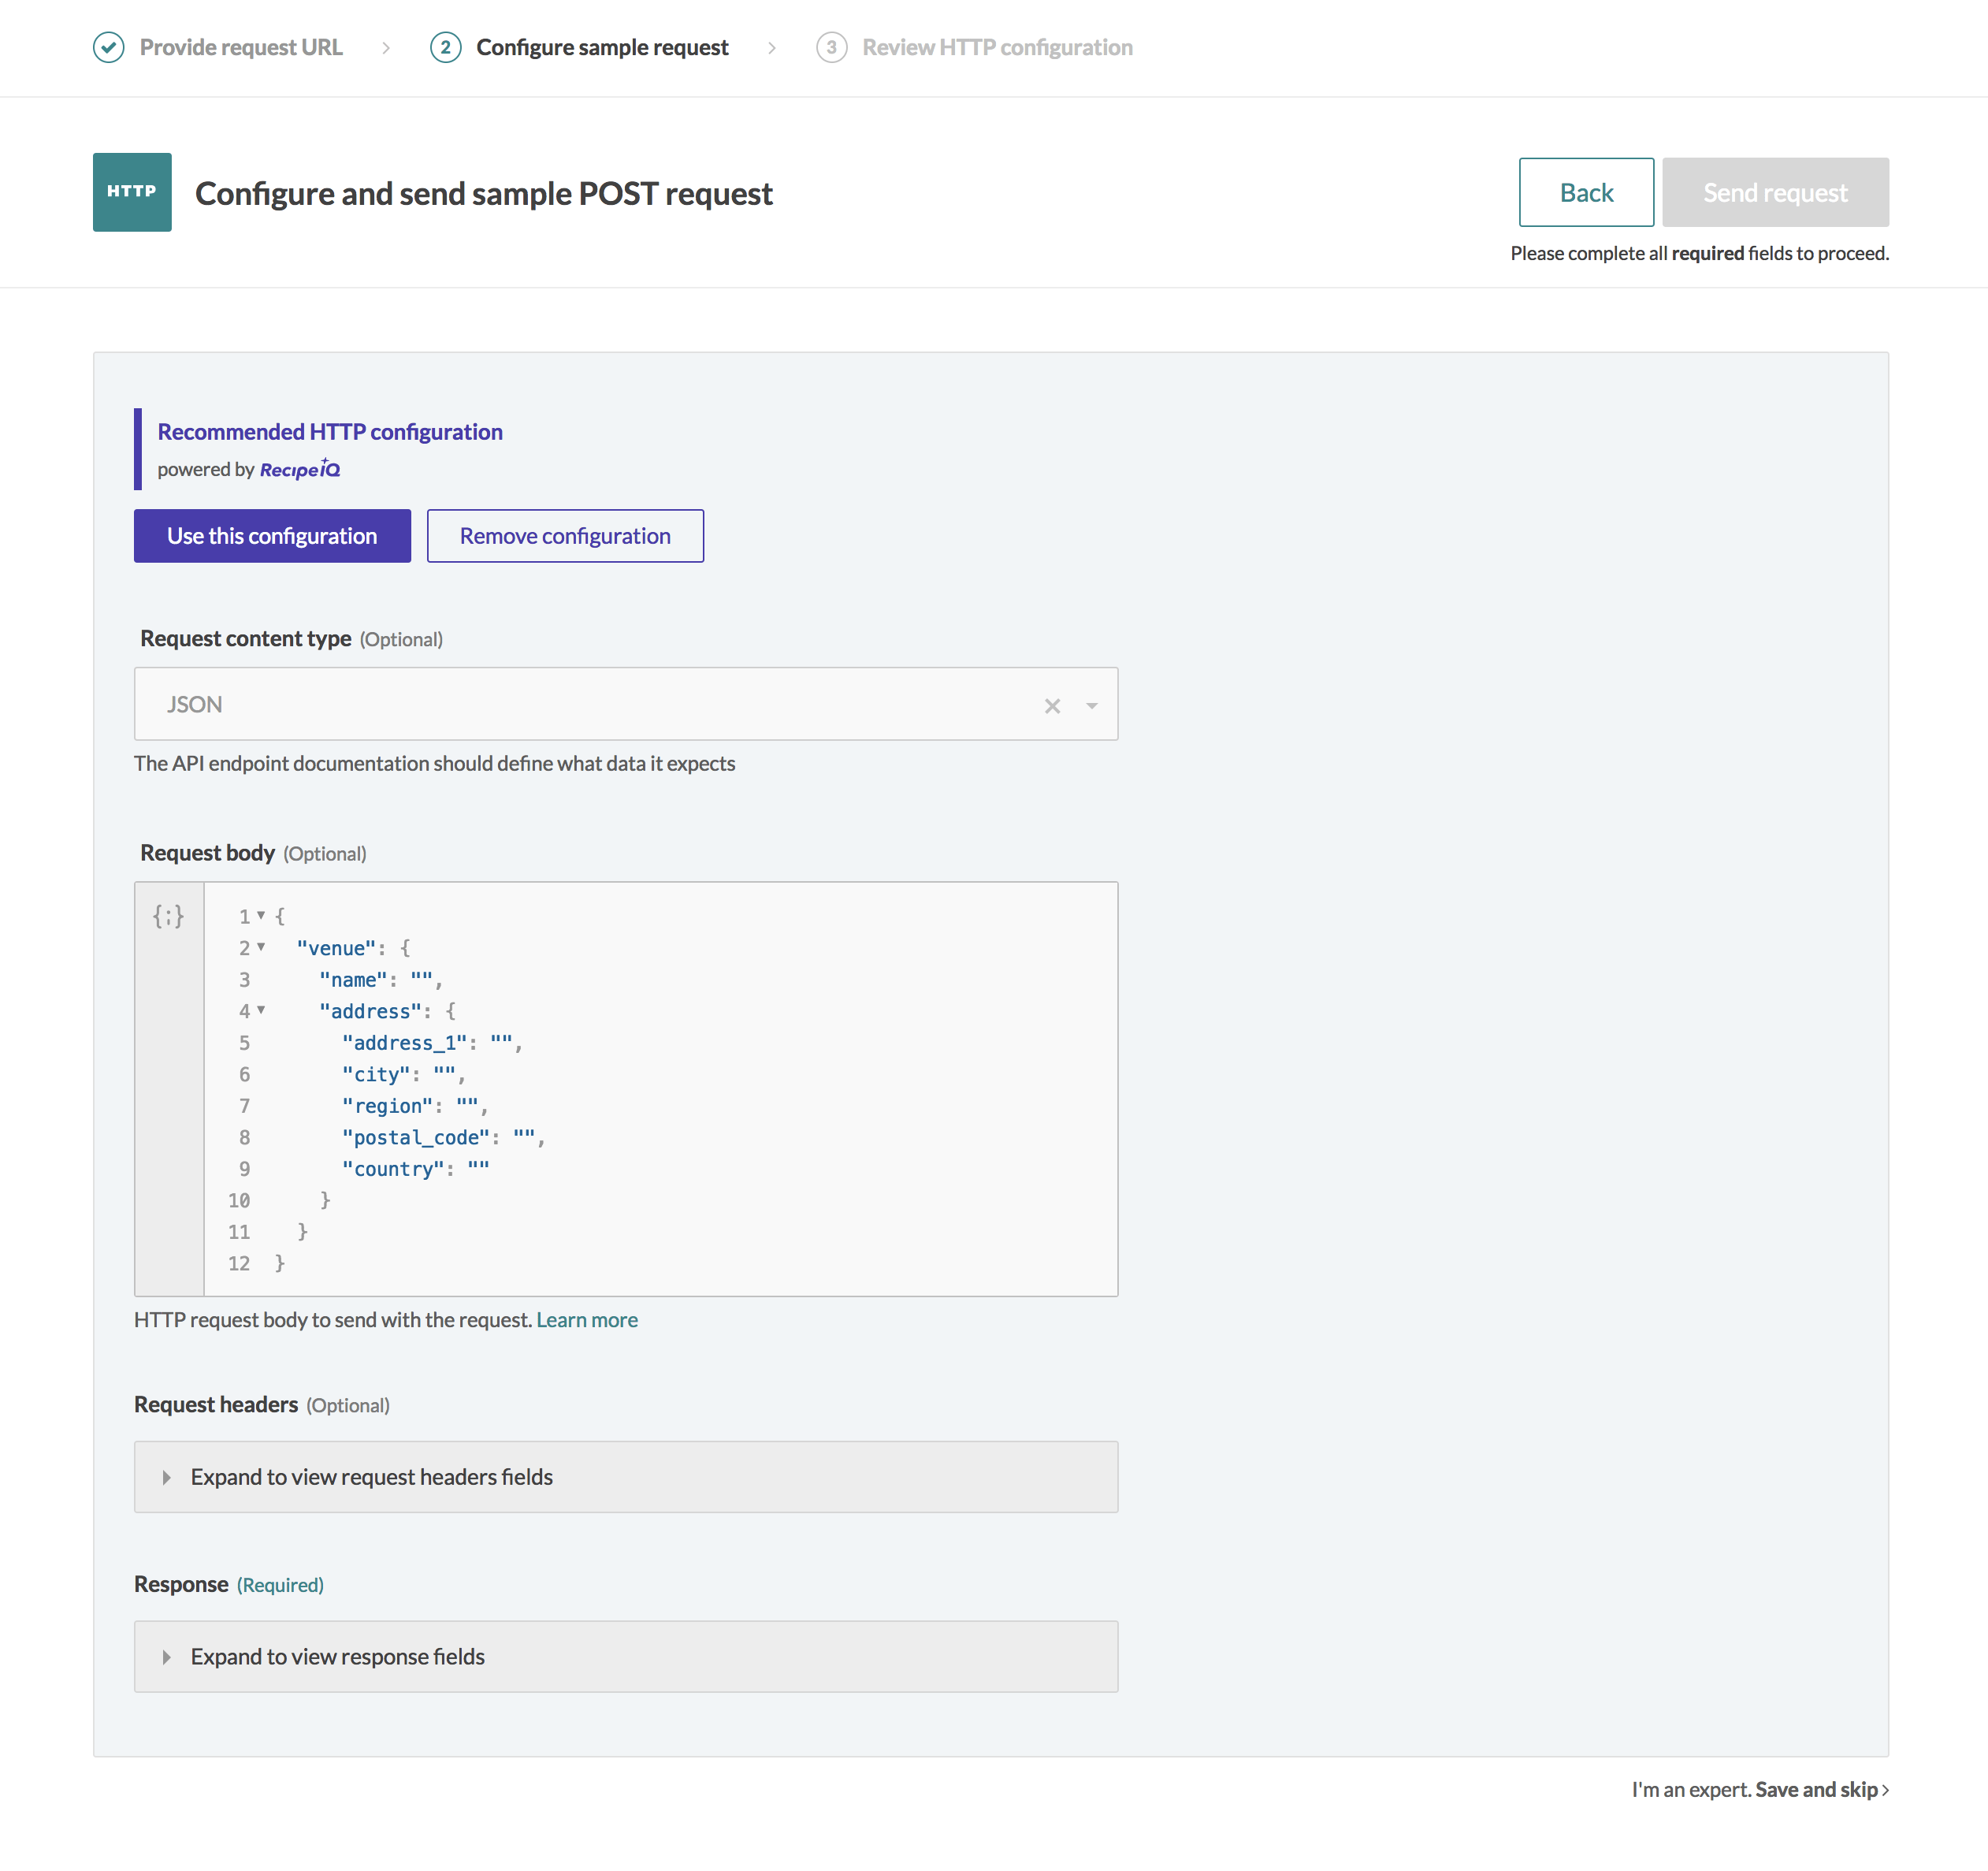 Provide request URL
2 Configure sample request
3 Review HTTP configuration
HTTP
Configure and send sample POST request
Back
Send request
Please complete all required fields to proceed.
Recommended HTTP configuration
powered by RecipeIQ
Use this configuration
Remove configuration
Request content type (Optional)
JSON
The API endpoint documentation should define what data it expects
Request body (Optional)
{;}
1 {
2   "venue": {
3     "name": "",
4     "address": {
5       "address_1": "",
6       "city": "",
7       "region": "",
8       "postal_code": "",
9       "country": ""
10     }
11   }
12 }
HTTP request body to send with the request. Learn more
Request headers (Optional)
Expand to view request headers fields
Response (Required)
Expand to view response fields
I'm an expert. Save and skip